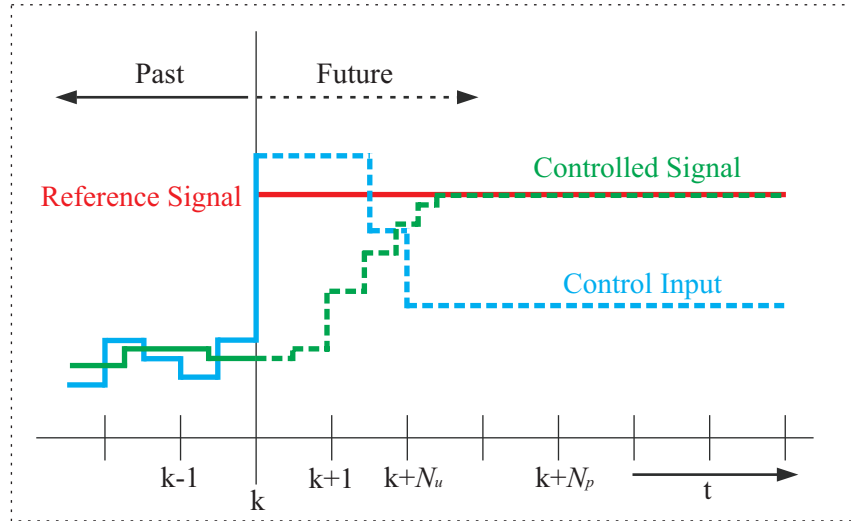 Past
Future
Controlled Signal
Reference Signal
Control Input
k-1
k
k+1
k+Nu
k+Np
t